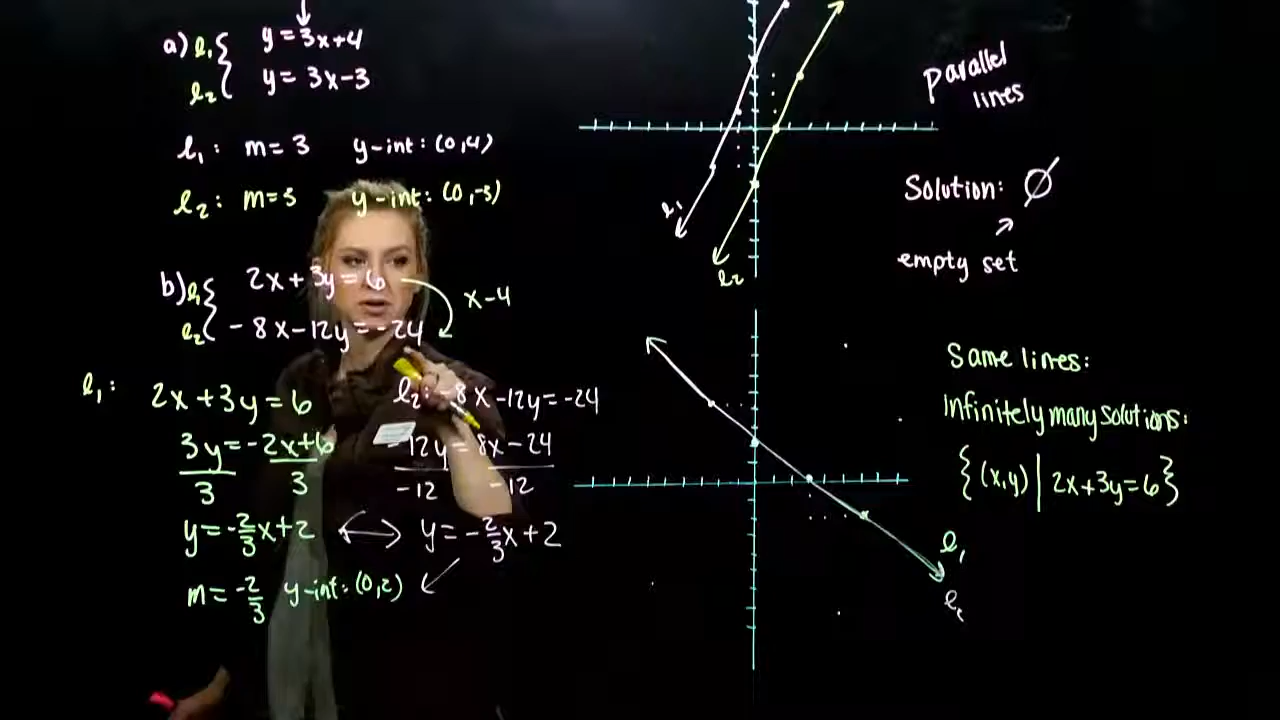 a) l₁ { y = 3x+4
l₂ { y = 3x-3
l₁: m = 3 y-int: (0,4)
l₂: m = 3 y-int: (0,-3)
b) l₁ { 2x + 3y = 6
l₂ { -8x-12y = -24
x-4
l₁: 2x+3y = 6
3y = -2x+6
3 3
y = -2/3x+2
m = -2/3 y-int: (0,2)
l₂: -8x-12y = -24
-12y = 8x-24
-12 -12
y = -2/3x+2
l₁
l₂
parallel
lines
Solution: ∅
empty set
l₁
l₂
Same lines:
infinitely many solutions:
{(x,y) | 2x+3y=6}